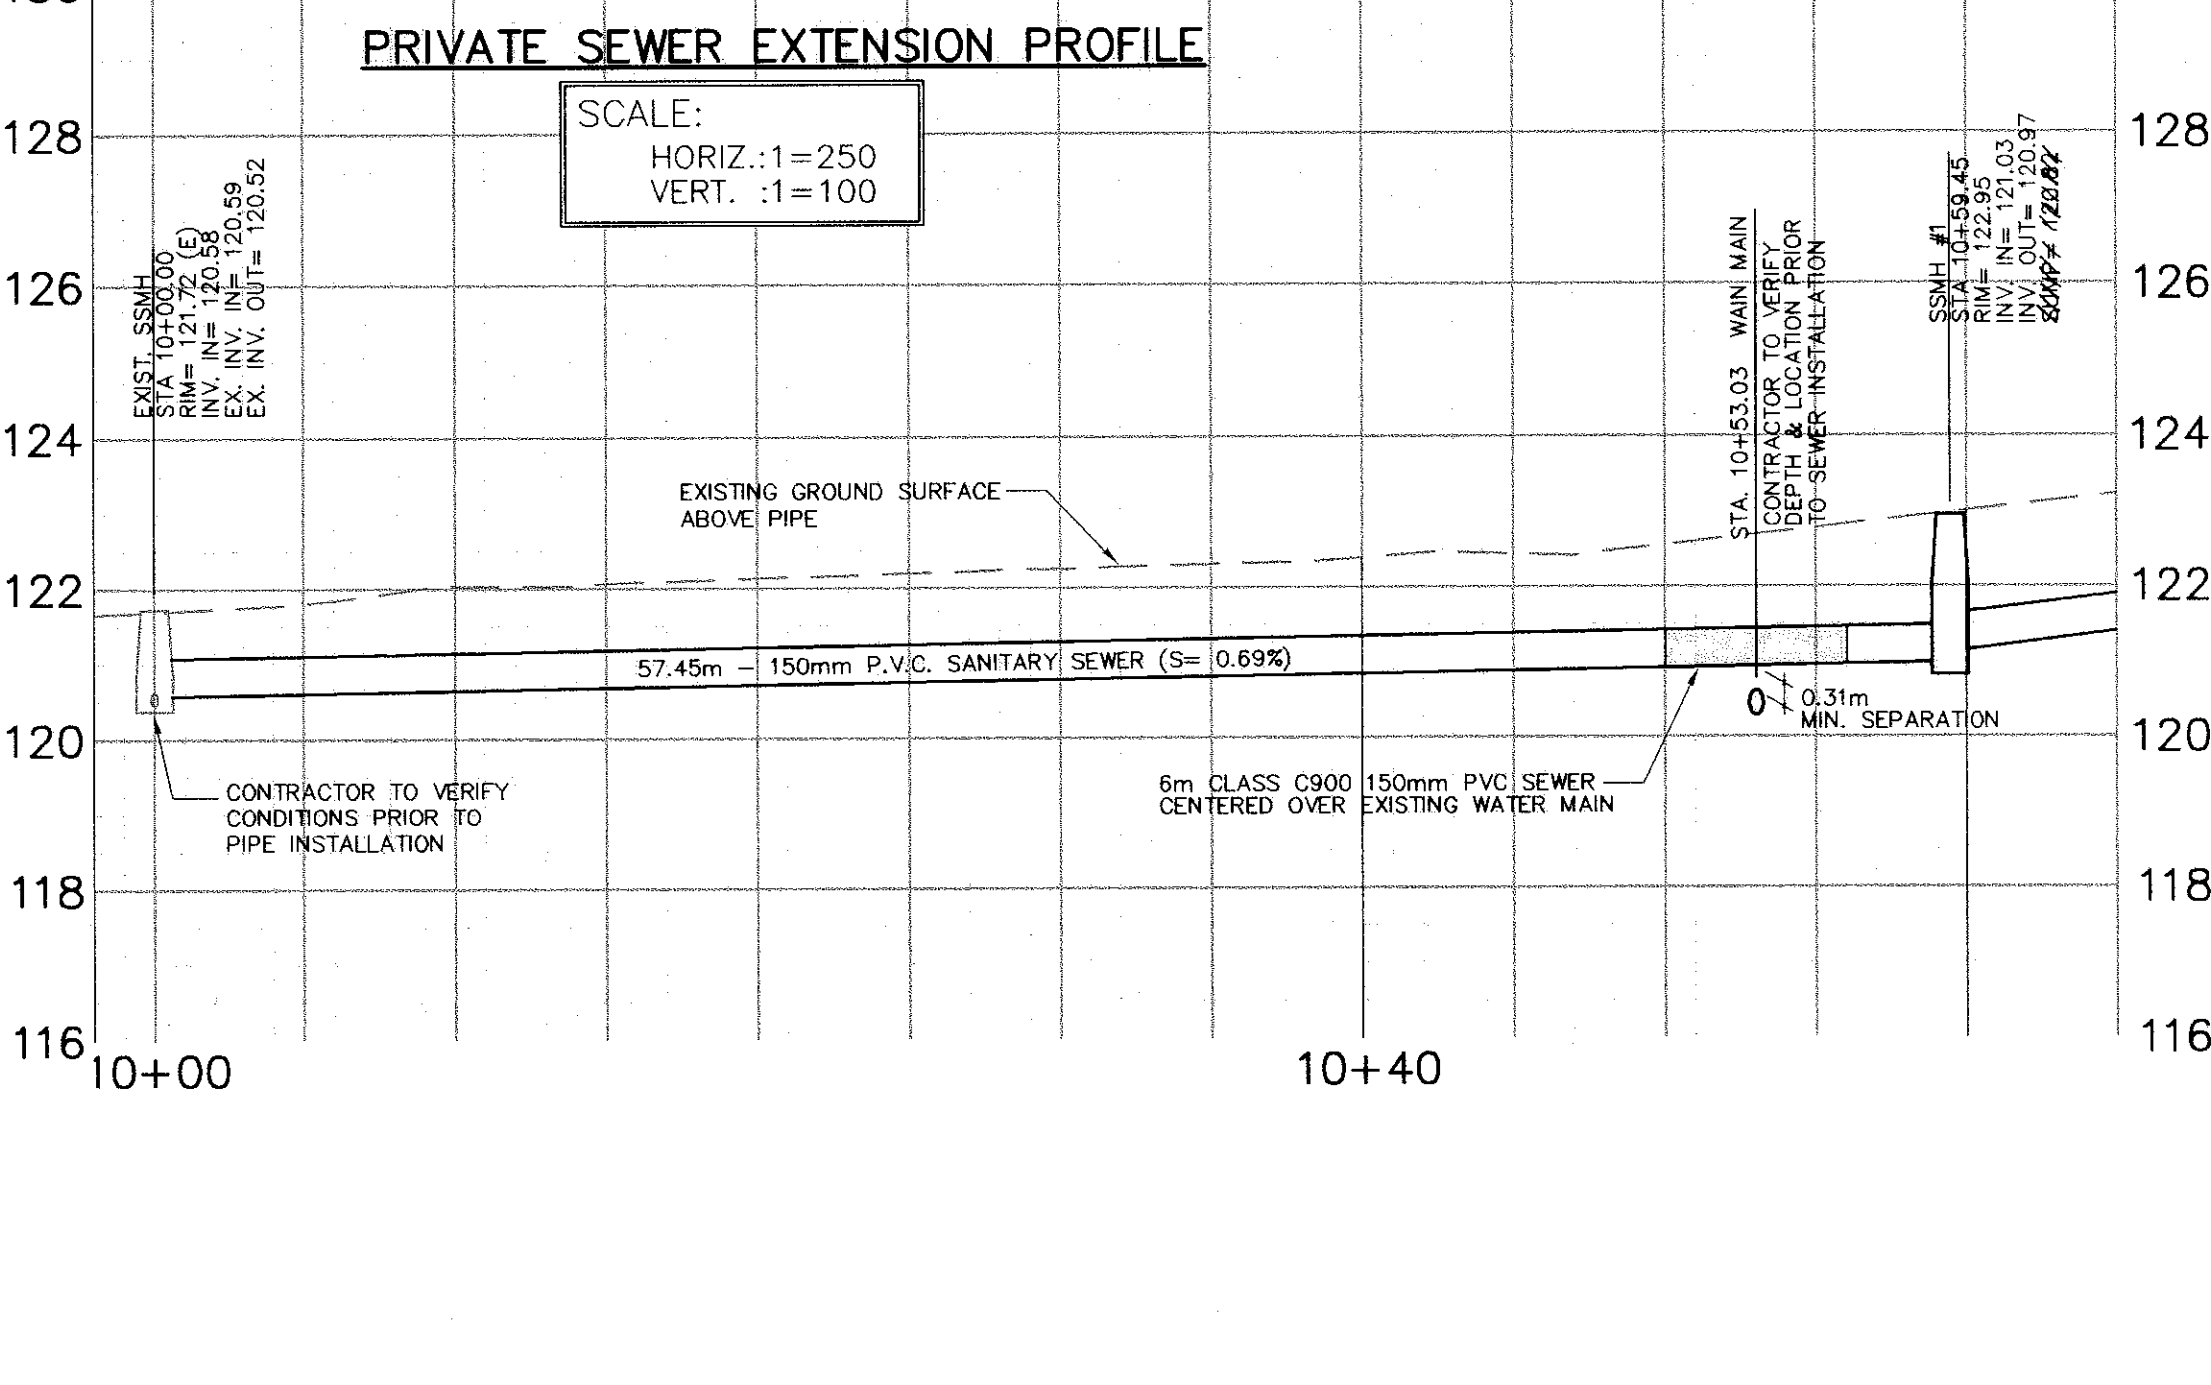 PRIVATE SEWER EXTENSION PROFILE
SCALE:
HORIZ.:1=250
VERT. :1=100
128
128
126
126
124
124
122
122
120
120
118
118
116
116
EXIST. SSMH
STA 10+00.00
RIM= 121.72 (E)
INV. IN= 120.58
EX. INV. IN= 120.59
EX. INV. OUT= 120.52
EXISTING GROUND SURFACE
ABOVE PIPE
STA. 10+53.03 WAIN MAIN
CONTRACTOR TO VERIFY
DEPTH & LOCATION PRIOR
TO SEWER INSTALLATION
SSMH #1
STA 10+59.45
RIM= 122.95
INV. IN= 121.03
INV. OUT= 120.97
57.45m - 150mm P.V.C. SANITARY SEWER (S= 0.69%)
0.31m
MIN. SEPARATION
6m CLASS C900 150mm PVC SEWER
CENTERED OVER EXISTING WATER MAIN
CONTRACTOR TO VERIFY
CONDITIONS PRIOR TO
PIPE INSTALLATION
10+00
10+40